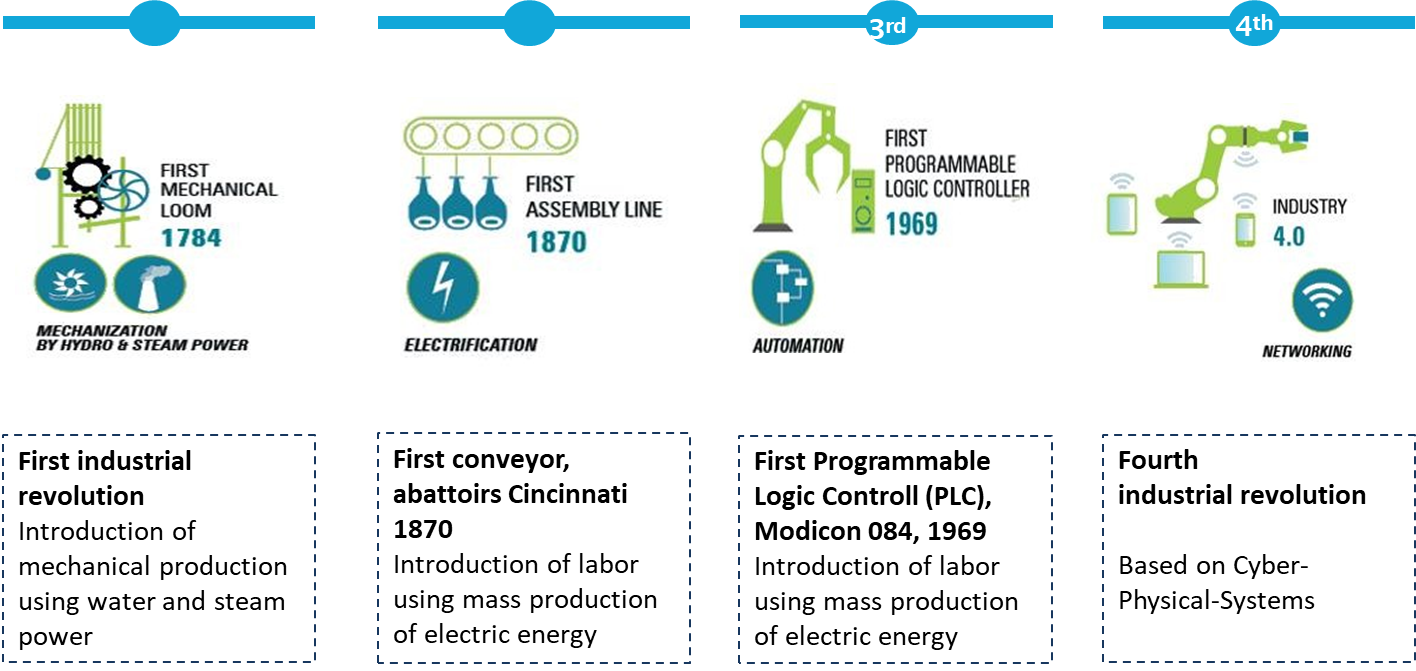 3rd
4th
FIRST
MECHANICAL
LOOM
1784
MECHANIZATION
BY HYDRO & STEAM POWER
FIRST
ASSEMBLY LINE
1870
ELECTRIFICATION
FIRST
PROGRAMMABLE
LOGIC CONTROLLER
1969
AUTOMATION
INDUSTRY
4.0
NETWORKING
First industrial
revolution
Introduction of
mechanical production
using water and steam
power
First conveyor,
abattoirs Cincinnati
1870
Introduction of labor
using mass production
of electric energy
First Programmable
Logic Controll (PLC),
Modicon 084, 1969
Introduction of labor
using mass production
of electric energy
Fourth
industrial revolution
Based on Cyber-
Physical-Systems